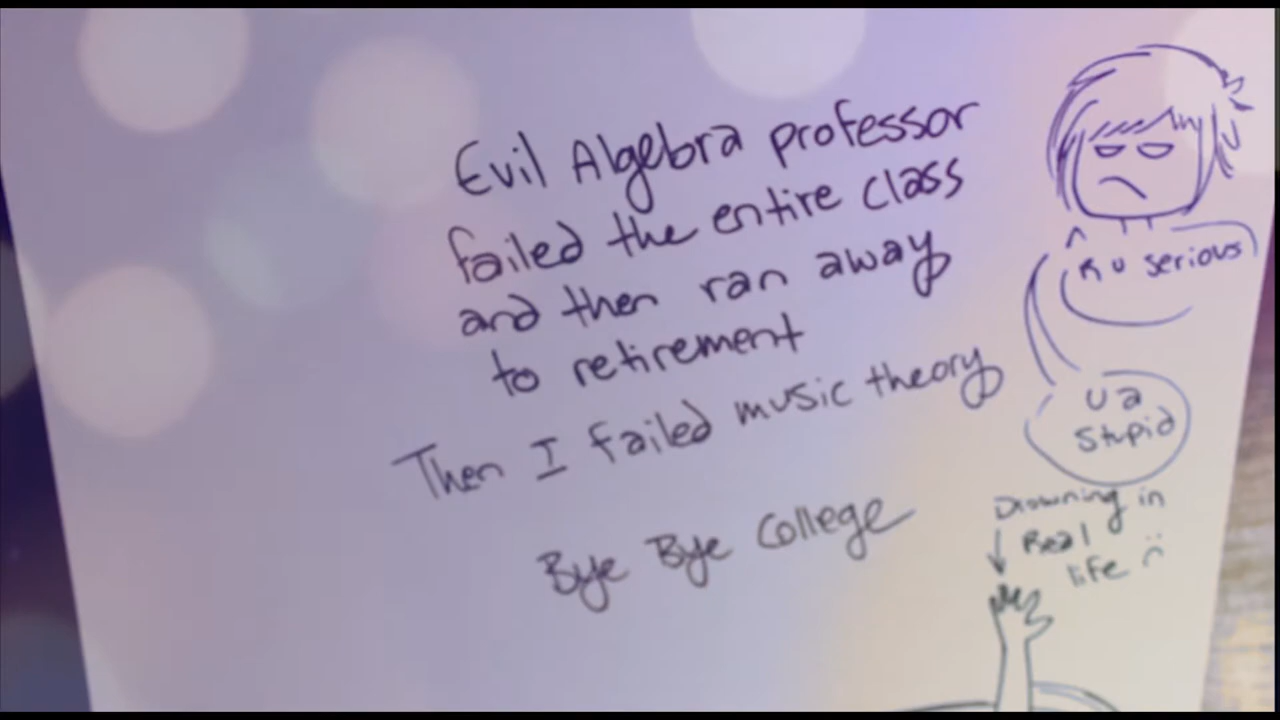 Evil Algebra professor
failed the entire class
and then ran away
to retirement
Then I failed music theory
Bye Bye College
R u serious
U a
Stupid
Drowning in
Real
life :(